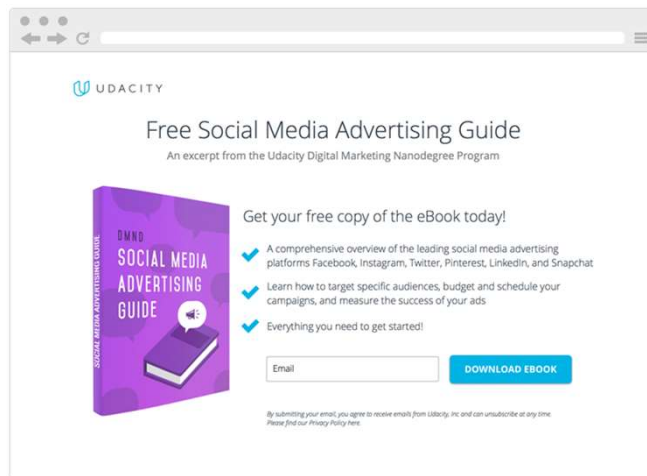 UDACITY
Free Social Media Advertising Guide
An excerpt from the Udacity Digital Marketing Nanodegree Program
SOCIAL MEDIA ADVERTISING GUIDE
DMND
SOCIAL MEDIA
ADVERTISING
GUIDE
Get your free copy of the eBook today!
A comprehensive overview of the leading social media advertising
platforms Facebook, Instagram, Twitter, Pinterest, LinkedIn, and Snapchat
Learn how to target specific audiences, budget and schedule your
campaigns, and measure the success of your ads
Everything you need to get started!
Email
DOWNLOAD EBOOK
By submitting your email, you agree to receive emails from Udacity, Inc and can unsubscribe at any time.
Please find our Privacy Policy here.